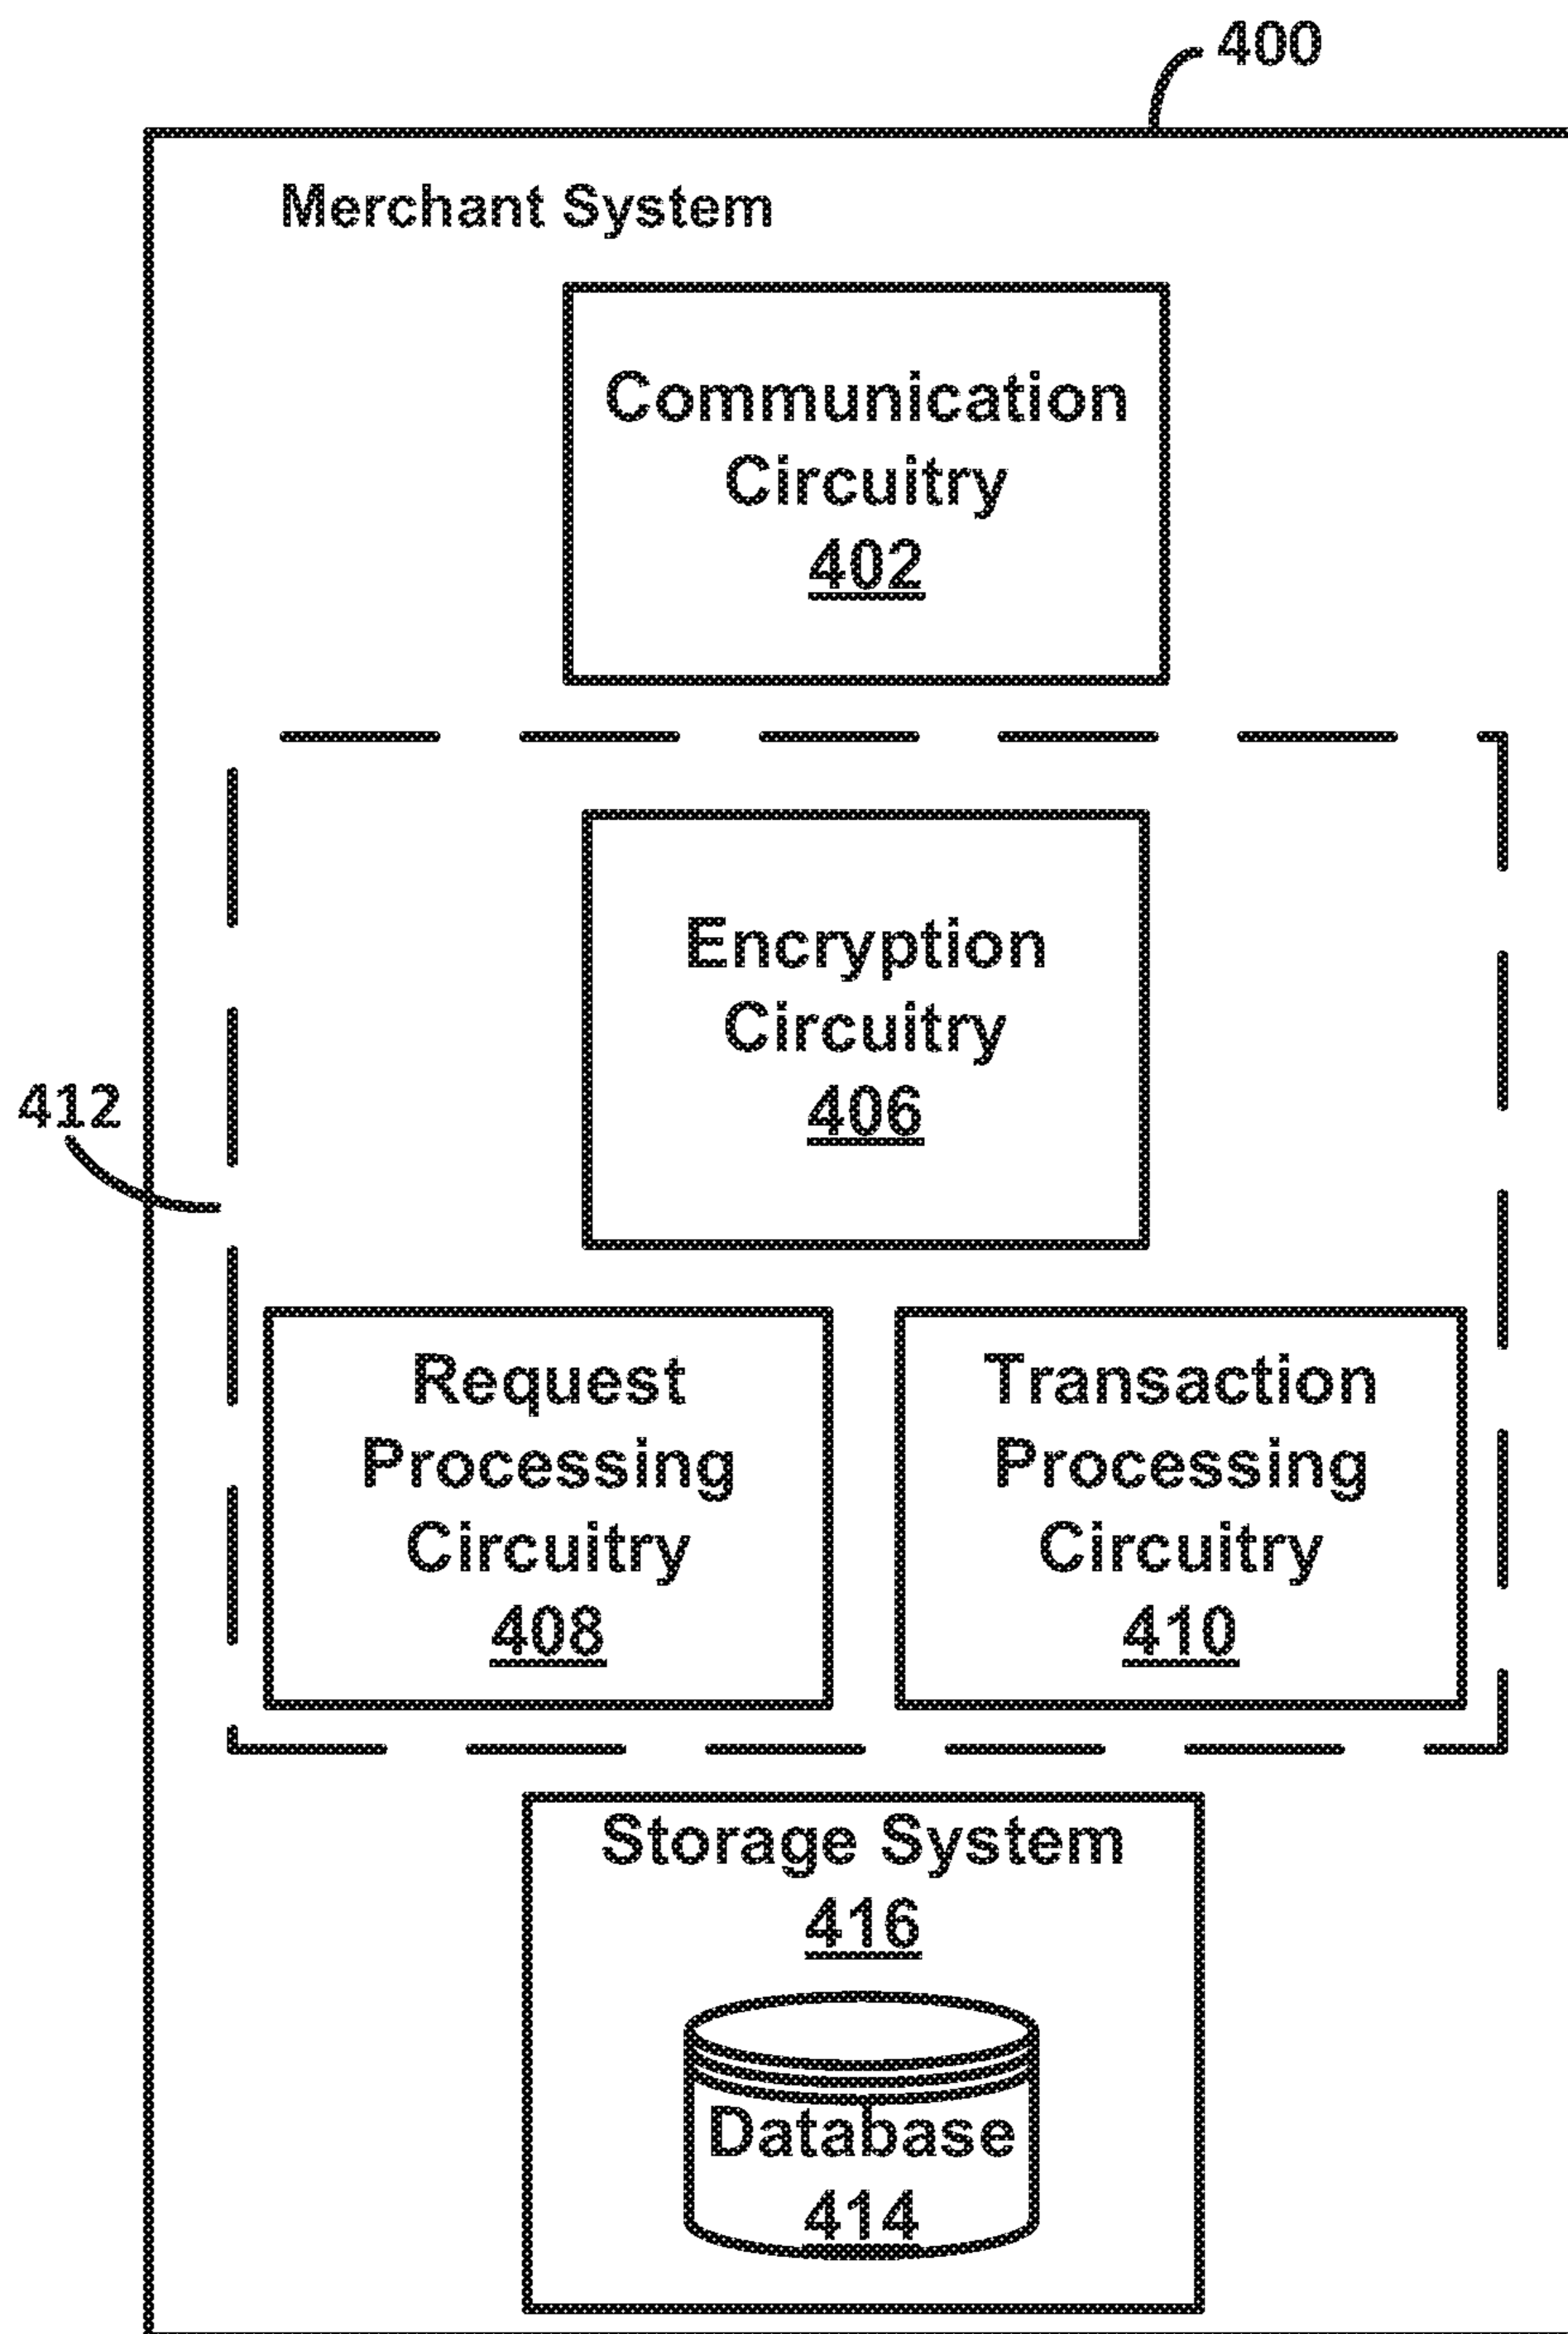 400
Merchant System
Communication
Circuitry
402
Encryption
Circuitry
406
412
Request
Processing
Circuitry
408
Transaction
Processing
Circuitry
410
Storage System
416
Database
414